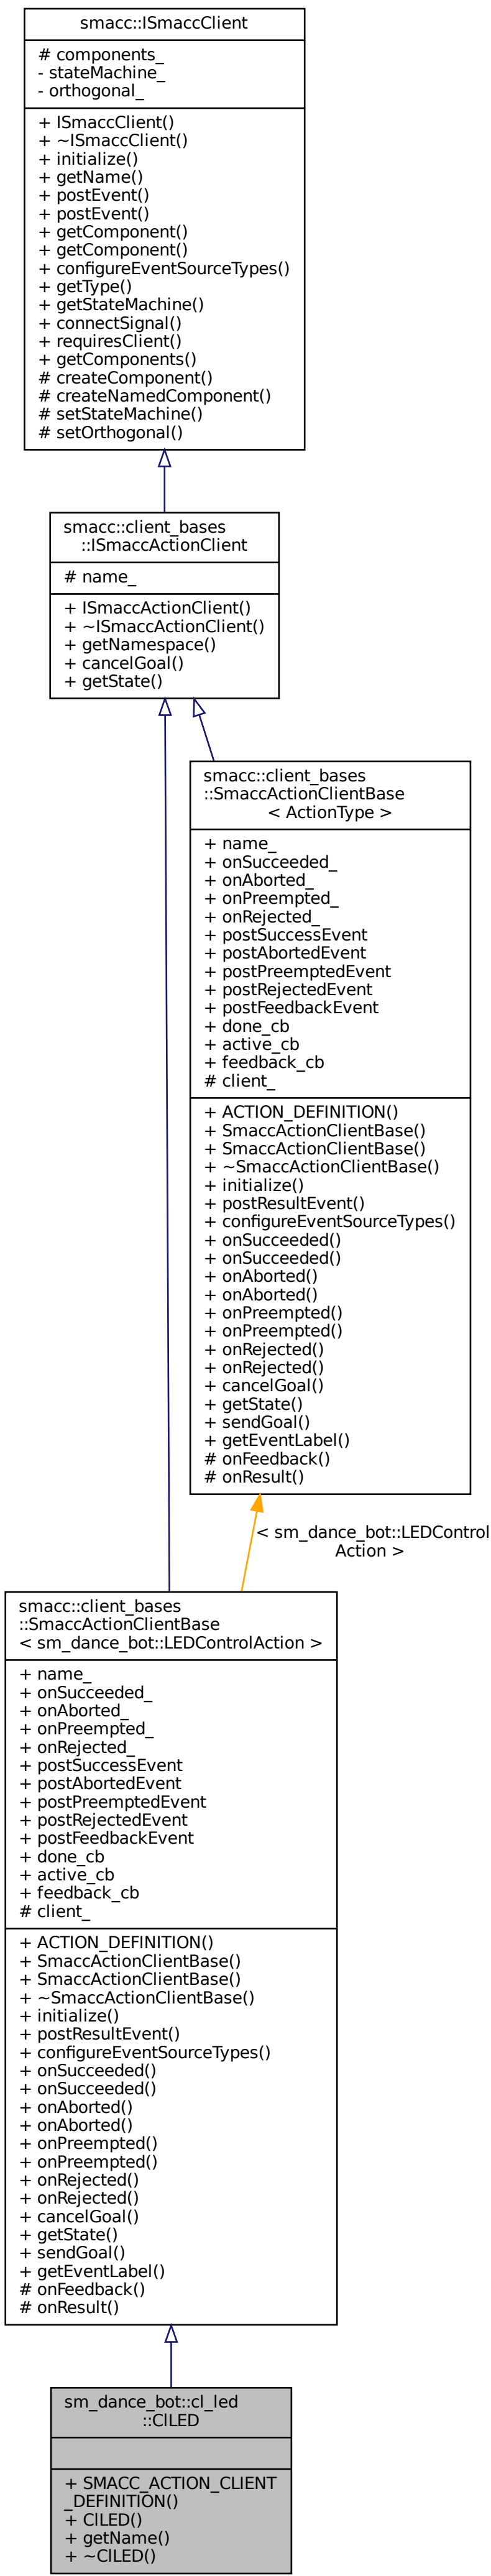 smacc::ISmaccClient
# components_
- stateMachine_
- orthogonal_
+ ISmaccClient()
+ ~ISmaccClient()
+ initialize()
+ getName()
+ postEvent()
+ postEvent()
+ getComponent()
+ getComponent()
+ configureEventSourceTypes()
+ getType()
+ getStateMachine()
+ connectSignal()
+ requiresClient()
+ getComponents()
# createComponent()
# createNamedComponent()
# setStateMachine()
# setOrthogonal()
smacc::client_bases
::ISmaccActionClient
# name_
+ ISmaccActionClient()
+ ~ISmaccActionClient()
+ getNamespace()
+ cancelGoal()
+ getState()
smacc::client_bases
::SmaccActionClientBase
< ActionType >
+ name_
+ onSucceeded_
+ onAborted_
+ onPreempted_
+ onRejected_
+ postSuccessEvent
+ postAbortedEvent
+ postPreemptedEvent
+ postRejectedEvent
+ postFeedbackEvent
+ done_cb
+ active_cb
+ feedback_cb
# client_
+ ACTION_DEFINITION()
+ SmaccActionClientBase()
+ SmaccActionClientBase()
+ ~SmaccActionClientBase()
+ initialize()
+ postResultEvent()
+ configureEventSourceTypes()
+ onSucceeded()
+ onSucceeded()
+ onAborted()
+ onAborted()
+ onPreempted()
+ onPreempted()
+ onRejected()
+ onRejected()
+ cancelGoal()
+ getState()
+ sendGoal()
+ getEventLabel()
# onFeedback()
# onResult()
< sm_dance_bot::LEDControl
Action >
smacc::client_bases
::SmaccActionClientBase
< sm_dance_bot::LEDControlAction >
+ name_
+ onSucceeded_
+ onAborted_
+ onPreempted_
+ onRejected_
+ postSuccessEvent
+ postAbortedEvent
+ postPreemptedEvent
+ postRejectedEvent
+ postFeedbackEvent
+ done_cb
+ active_cb
+ feedback_cb
# client_
+ ACTION_DEFINITION()
+ SmaccActionClientBase()
+ SmaccActionClientBase()
+ ~SmaccActionClientBase()
+ initialize()
+ postResultEvent()
+ configureEventSourceTypes()
+ onSucceeded()
+ onSucceeded()
+ onAborted()
+ onAborted()
+ onPreempted()
+ onPreempted()
+ onRejected()
+ onRejected()
+ cancelGoal()
+ getState()
+ sendGoal()
+ getEventLabel()
# onFeedback()
# onResult()
sm_dance_bot::cl_led
::ClLED
+ SMACC_ACTION_CLIENT
_DEFINITION()
+ ClLED()
+ getName()
+ ~ClLED()